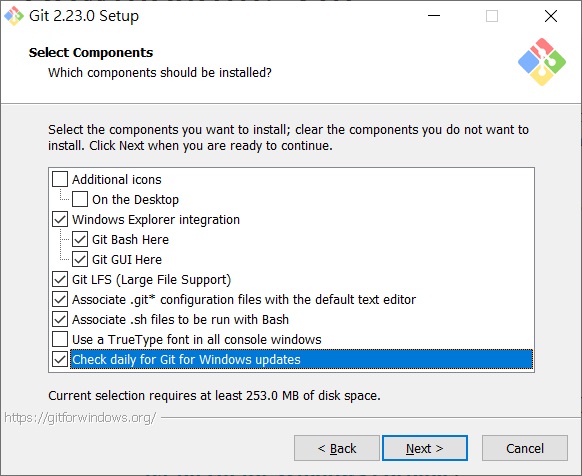 Git 2.23.0 Setup
Select Components
Which components should be installed?
Select the components you want to install; clear the components you do not want to
install. Click Next when you are ready to continue.
Additional icons
On the Desktop
Windows Explorer integration
Git Bash Here
Git GUI Here
Git LFS (Large File Support)
Associate .git* configuration files with the default text editor
Associate .sh files to be run with Bash
Use a TrueType font in all console windows
Check daily for Git for Windows updates
Current selection requires at least 253.0 MB of disk space.
https://gitforwindows.org/
< Back
Next >
Cancel